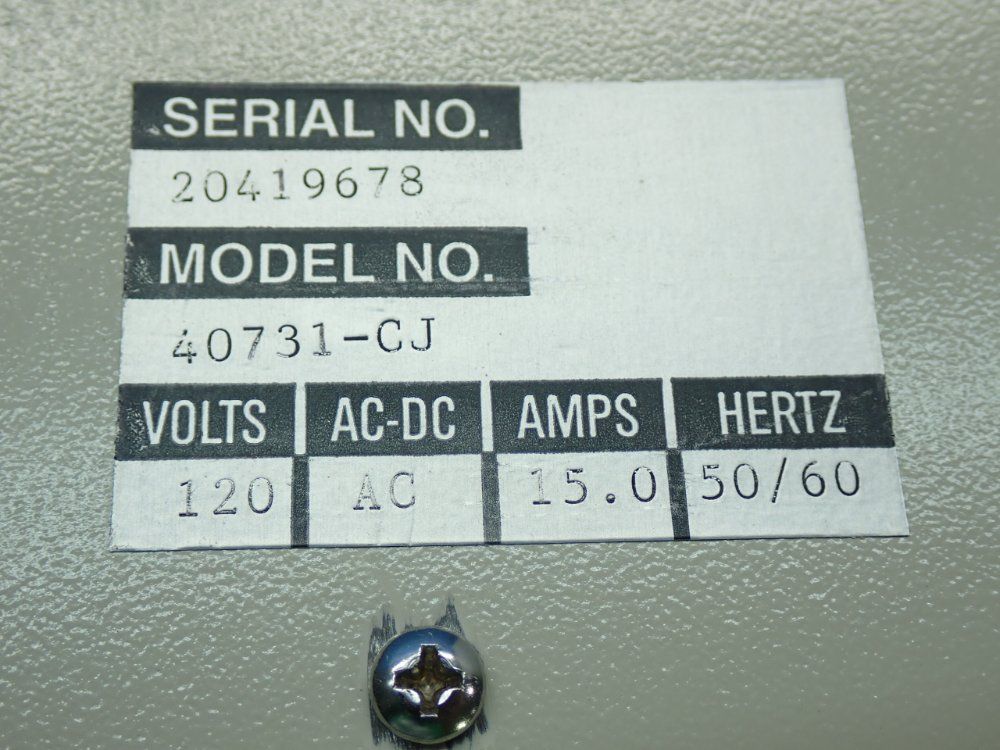 SERIAL NO.
20419678
MODEL NO.
40731-CJ
VOLTS AC-DC AMPS HERTZ
120 AC 15.0 50/60